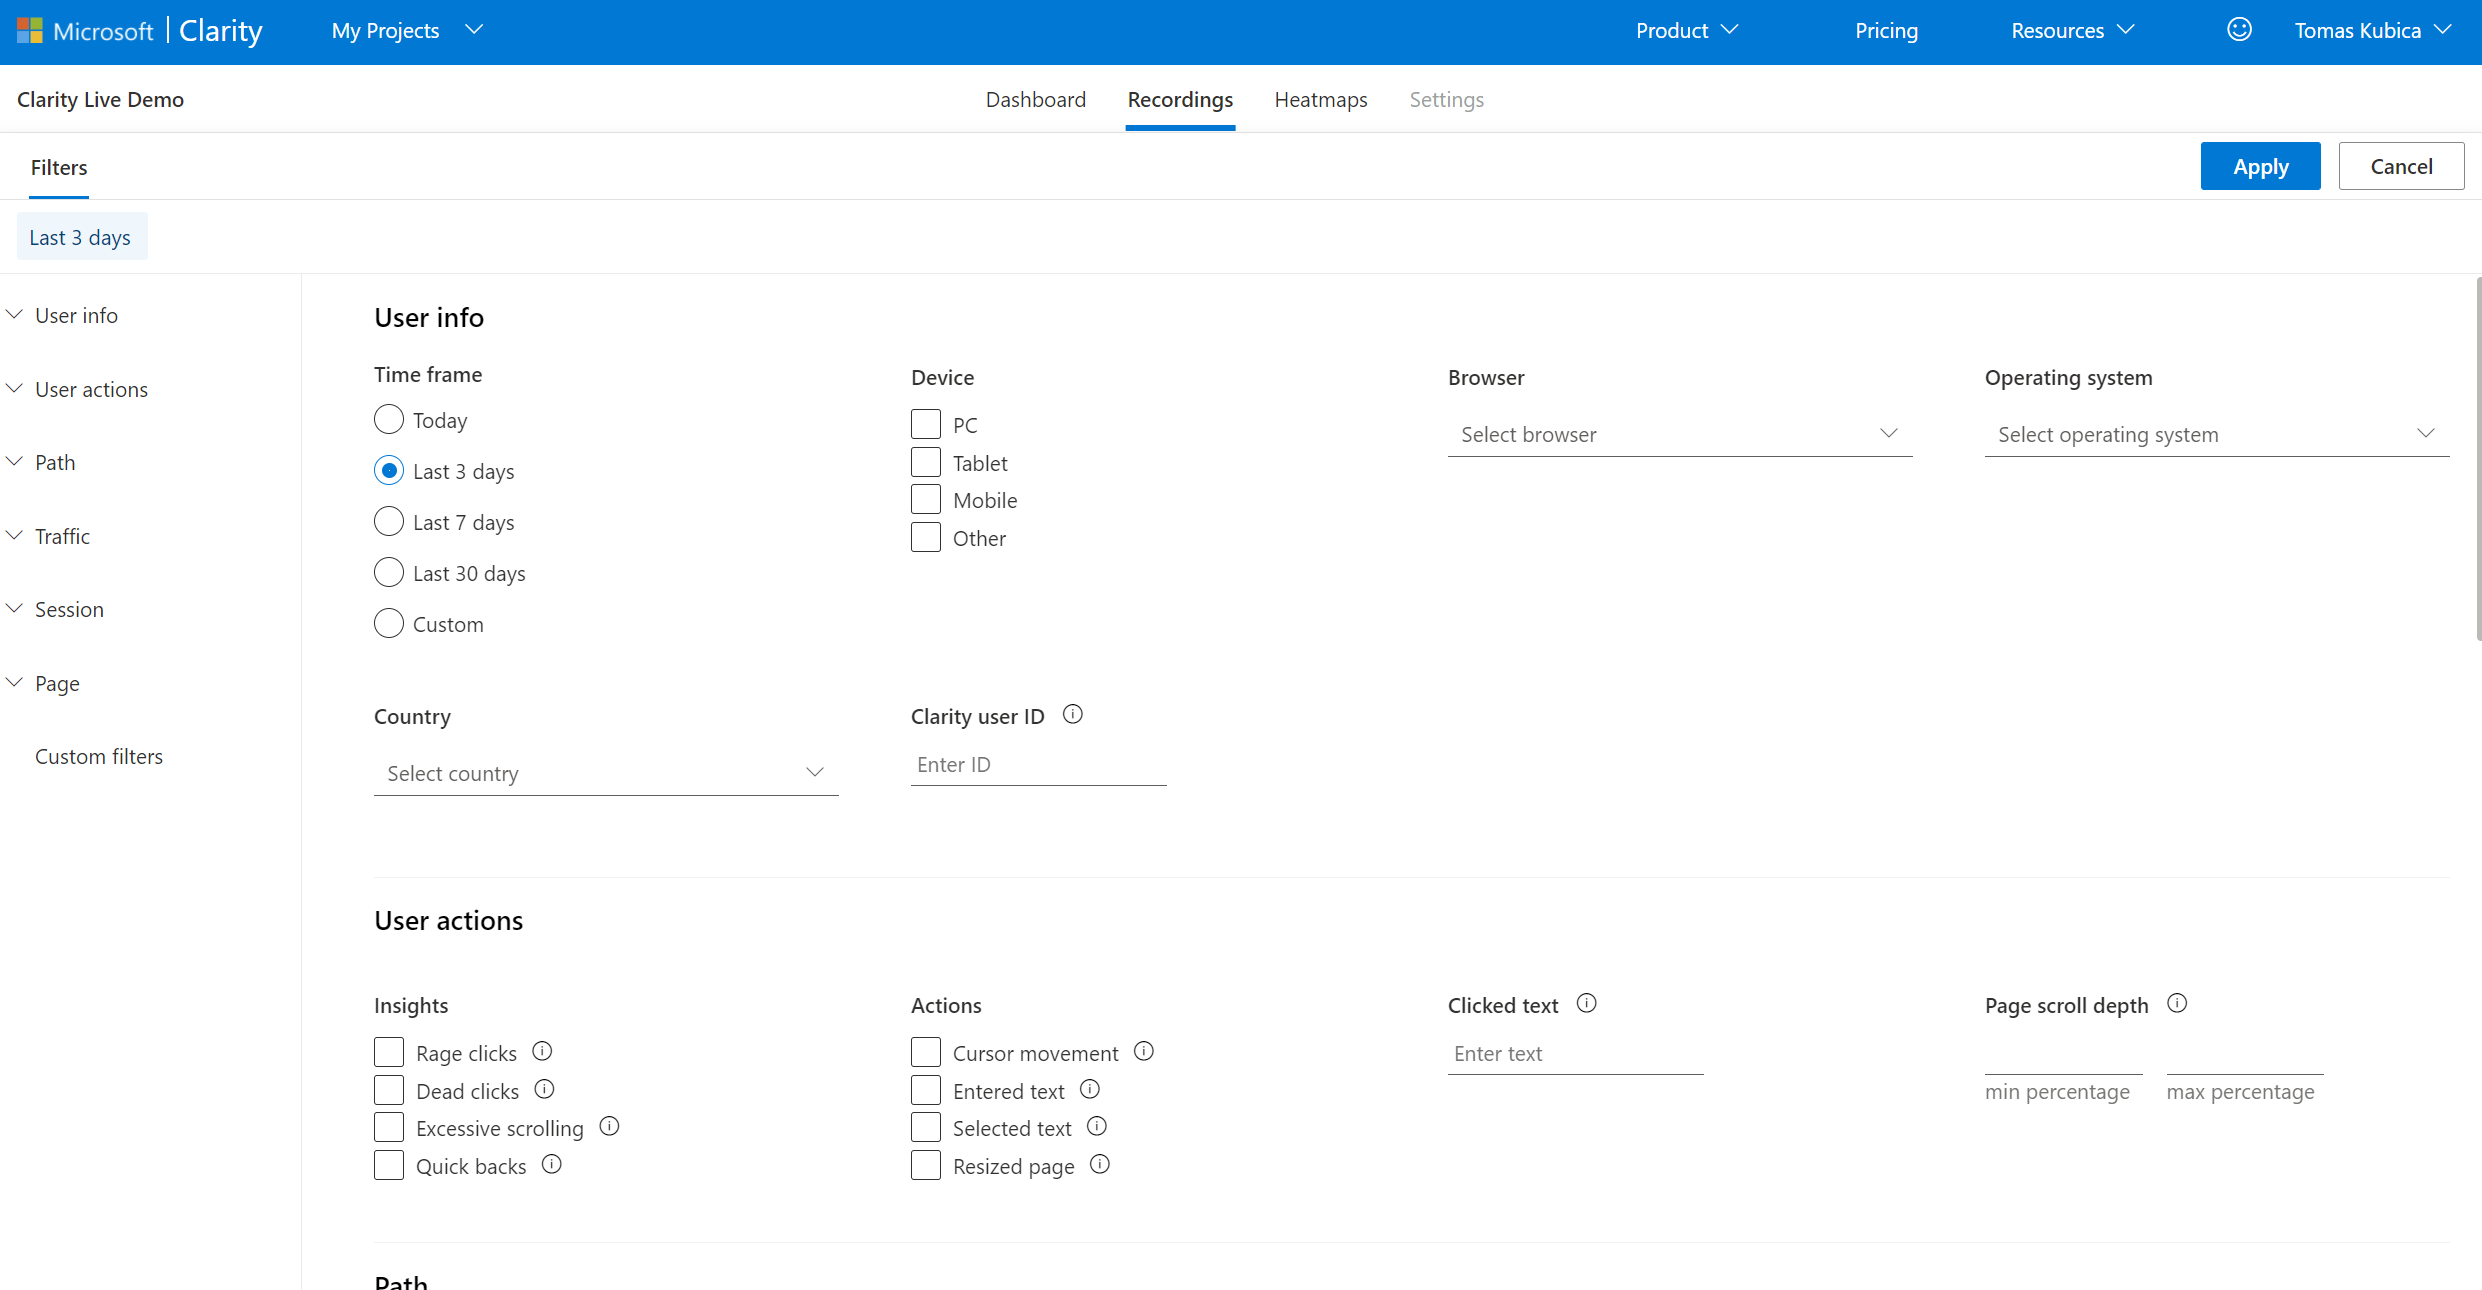 Microsoft | Clarity My Projects Product Pricing Resources Tomas Kubica
Clarity Live Demo Dashboard Recordings Heatmaps Settings
Filters Apply Cancel
Last 3 days
User info
User actions
Path
Traffic
Session
Page
Custom filters
User info
Time frame
Today
Last 3 days
Last 7 days
Last 30 days
Custom
Device
PC
Tablet
Mobile
Other
Browser
Select browser
Operating system
Select operating system
Country
Select country
Clarity user ID
Enter ID
User actions
Insights
Rage clicks
Dead clicks
Excessive scrolling
Quick backs
Actions
Cursor movement
Entered text
Selected text
Resized page
Clicked text
Enter text
Page scroll depth
min percentage max percentage
Path